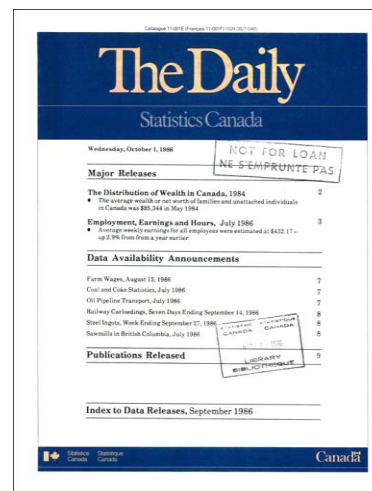 Catalogue 11-001E (Français 11-001F) ISSN 0827-0465
The Daily
Statistics Canada
Wednesday, October 1, 1986
NOT FOR LOAN
NE S'EMPRUNTE PAS
Major Releases
The Distribution of Wealth in Canada, 1984 2
• The average wealth or net worth of families and unattached individuals
in Canada was $85,344 in May 1984
Employment, Earnings and Hours, July 1986 3
• Average weekly earnings for all employees were estimated at $432.17 –
up 2.9% from from a year earlier
Data Availability Announcements
Farm Wages, August 15, 1986 7
Coal and Coke Statistics, July 1986 7
Oil Pipeline Transport, July 1986 7
Railway Carloadings, Seven Days Ending September 14, 1986 8
Steel Ingots, Week Ending September 27, 1986 8
Sawmills in British Columbia, July 1986 8
CANADA CANADA
Publications Released 9
LIBRARY
BIBLIOTHEQUE
Index to Data Releases, September 1986
Statistics Statistique
Canada Canada
Canada